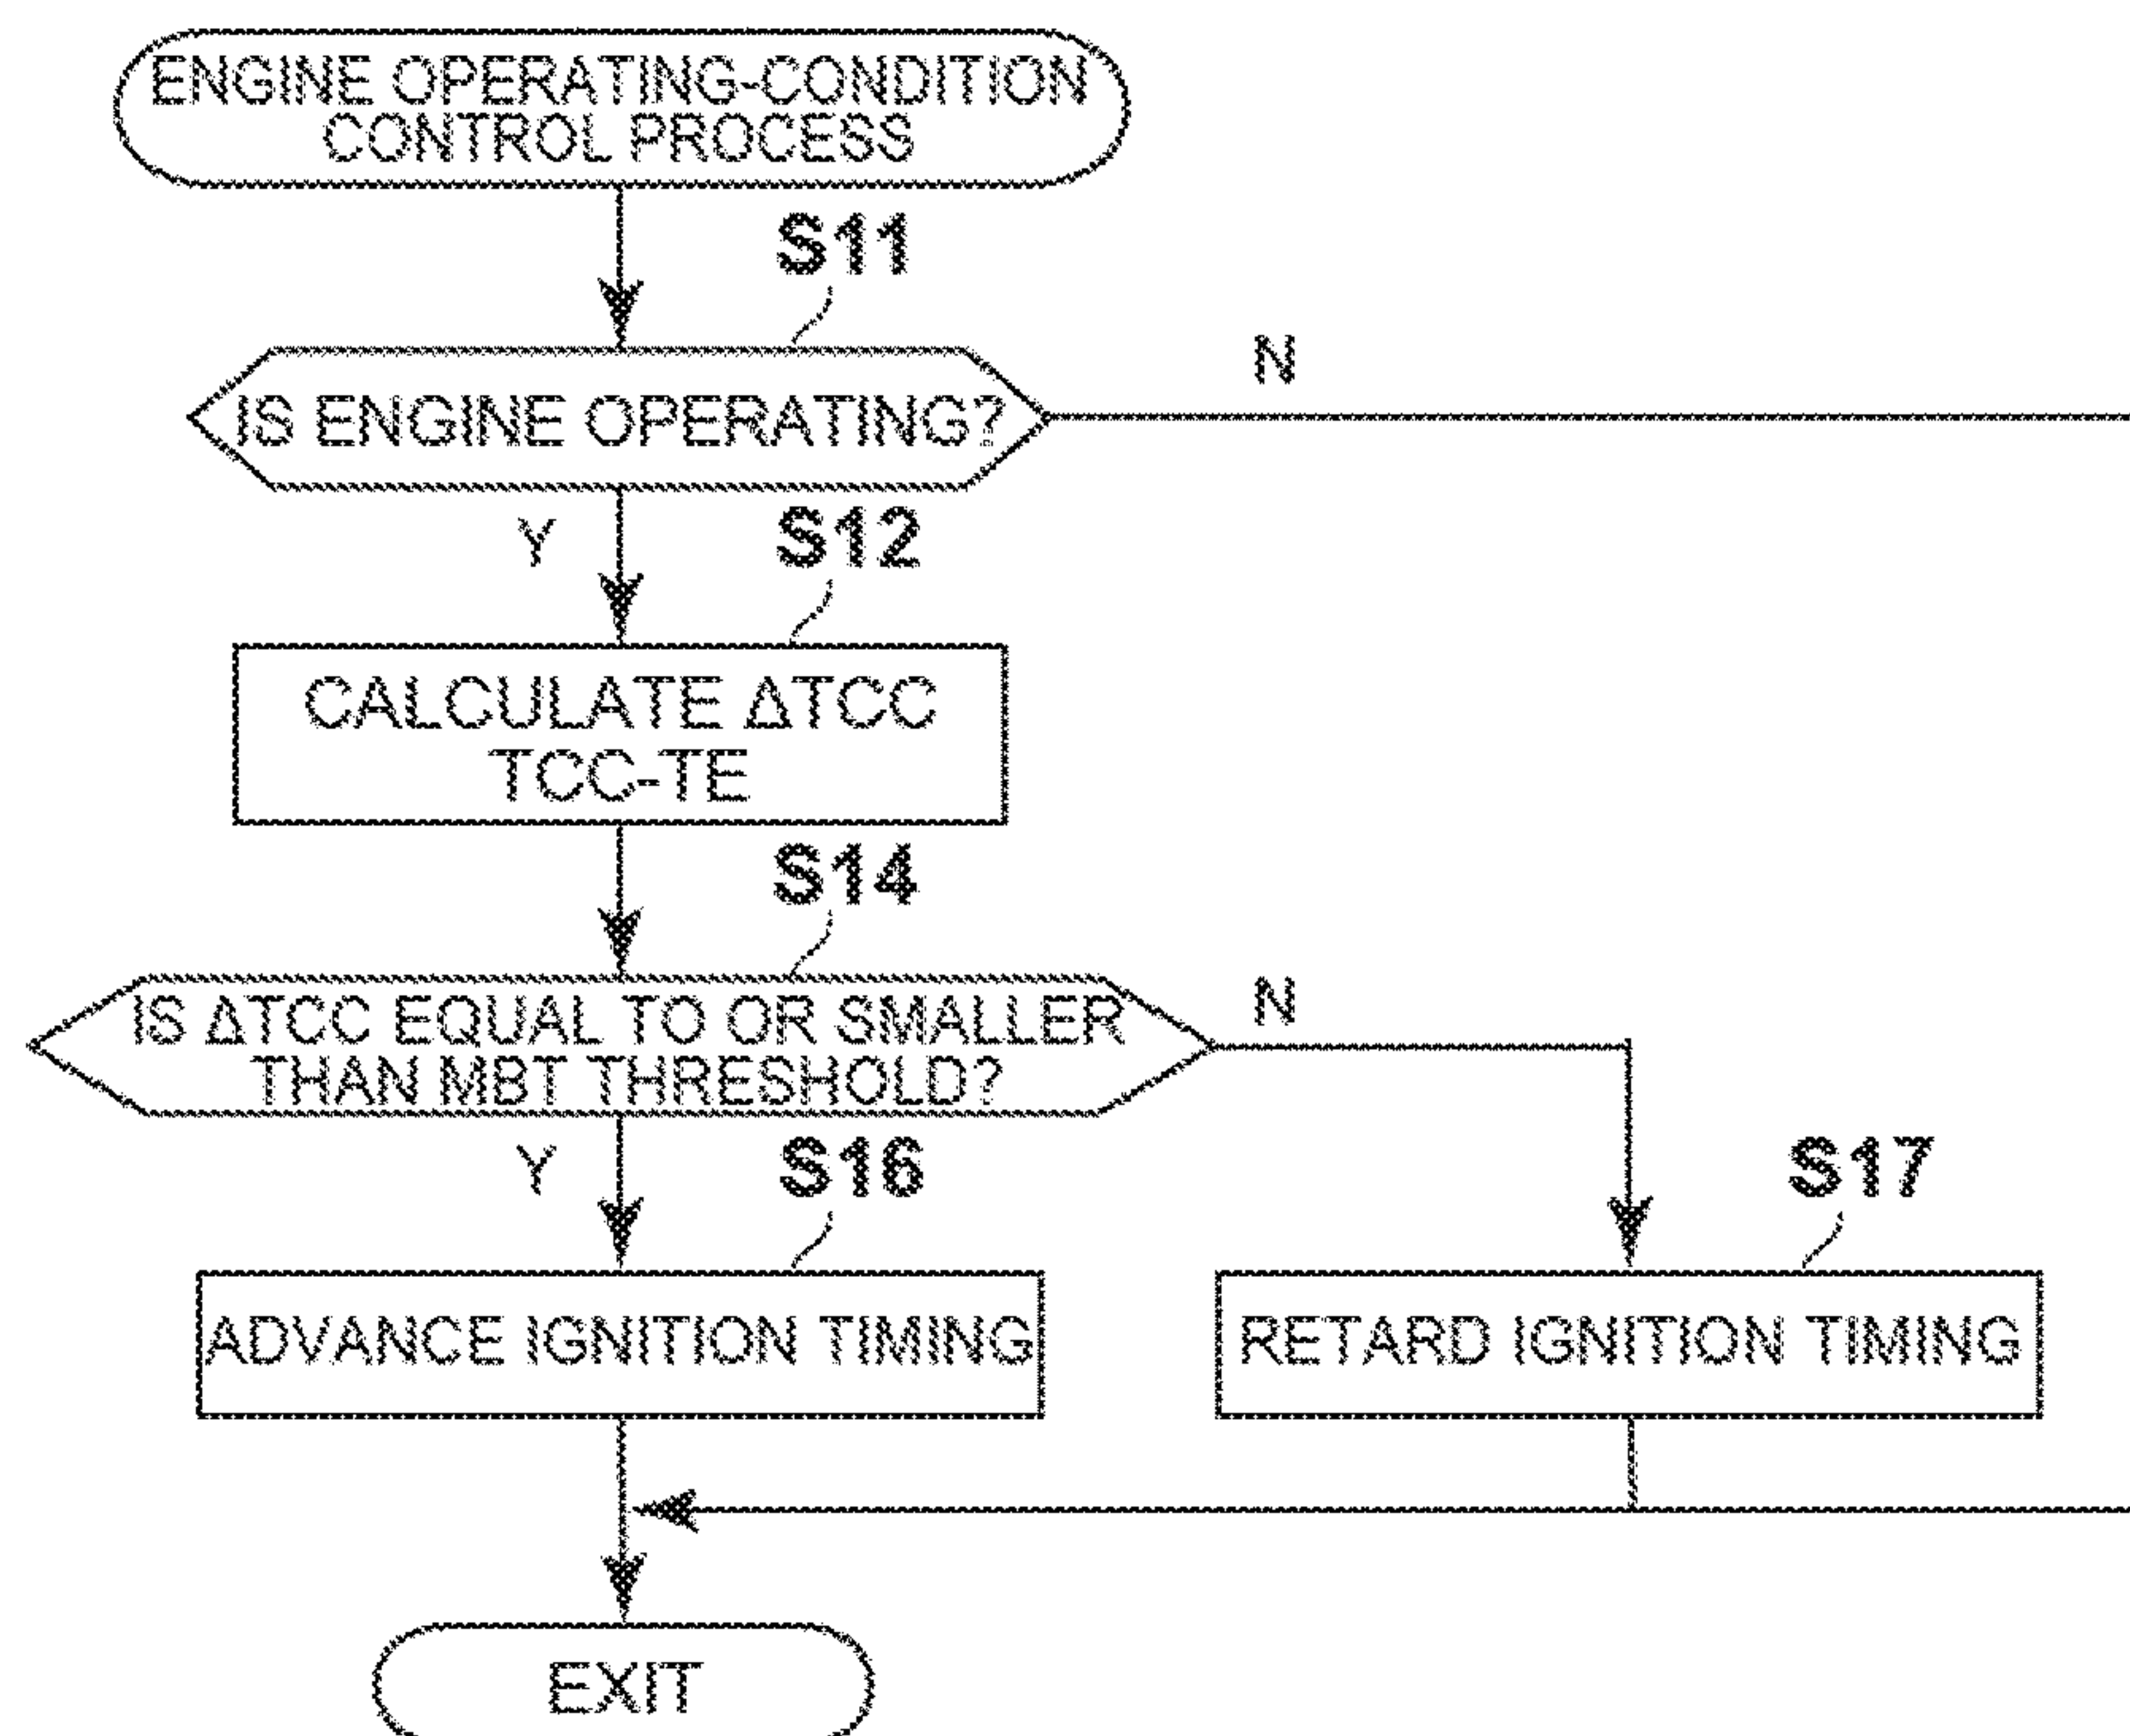 ENGINE OPERATING-CONDITION
CONTROL PROCESS
S11
IS ENGINE OPERATING?
N
Y
S12
CALCULATE ΔTCC
TCC-TE
S14
IS ΔTCC EQUAL TO OR SMALLER
THAN MBT THRESHOLD?
N
Y
S16
S17
ADVANCE IGNITION TIMING
RETARD IGNITION TIMING
EXIT